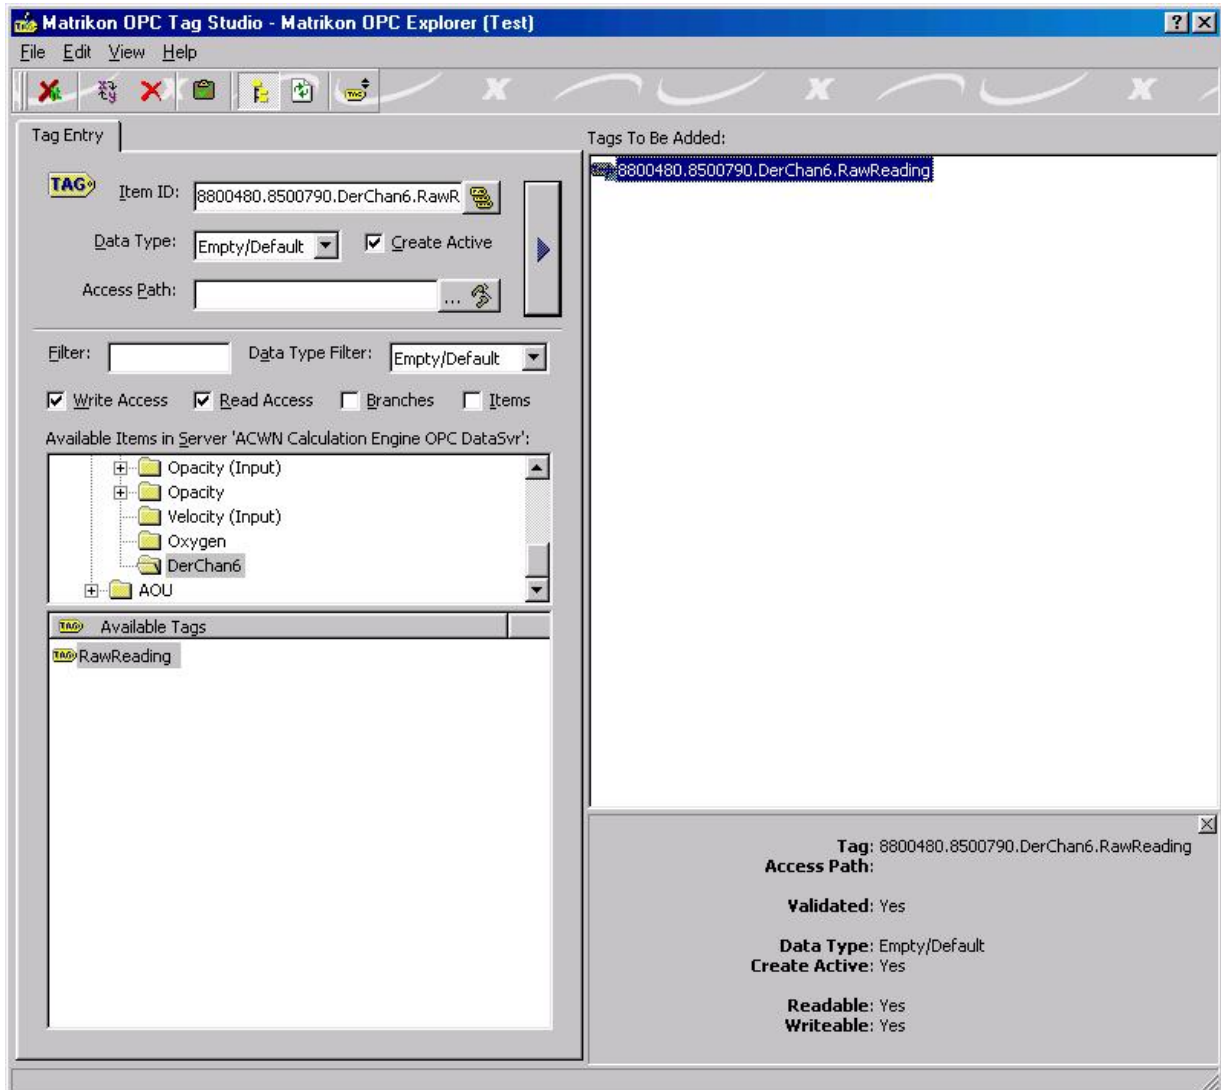 Matrikon OPC Tag Studio - Matrikon OPC Explorer (Test)
File Edit View Help
Tag Entry
TAG
Item ID: 8800480.8500790.DerChan6.RawR
Data Type: Empty/Default Create Active
Access Path: ...
Filter: Data Type Filter: Empty/Default
Write Access Read Access Branches Items
Available Items in Server 'ACWN Calculation Engine OPC DataSvr':
Opacity (Input)
Opacity
Velocity (Input)
Oxygen
DerChan6
AOU
TAG Available Tags
TAG RawReading
Tags To Be Added:
8800480.8500790.DerChan6.RawReading
Tag: 8800480.8500790.DerChan6.RawReading
Access Path:
Validated: Yes
Data Type: Empty/Default
Create Active: Yes
Readable: Yes
Writeable: Yes